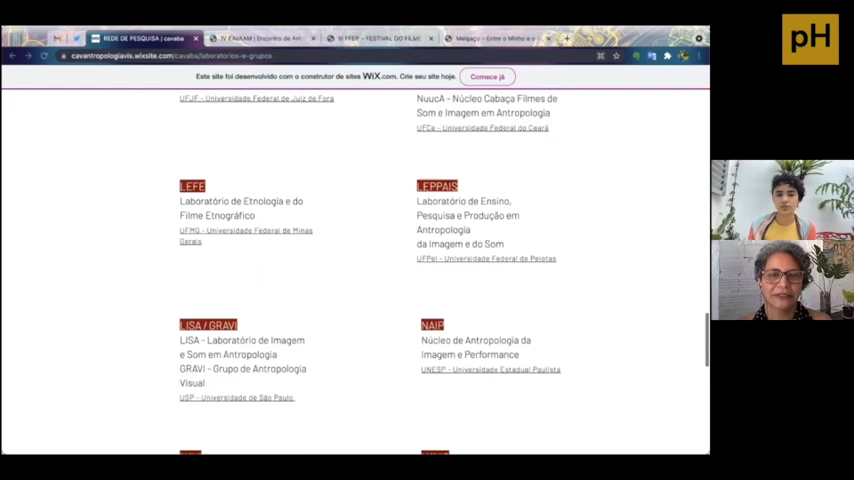 pH
REDE DE PESQUISA | cavaba
IV EAVAAM | Encontro de Ant
III FFEP - FESTIVAL DO FILME
Melgaço - Entre o Minho e o
cavantropologiavis.wixsite.com/cavaba/laboratorios-e-grupos
Este site foi desenvolvido com o construtor de sites WiX.com. Crie seu site hoje.
Comece já
UFJF - Universidade Federal de Juiz de Fora
NuucA - Núcleo Cabaça Filmes de
Som e Imagem em Antropologia
UFCe - Universidade Federal do Ceará
LEFE
Laboratório de Etnologia e do
Filme Etnográfico
UFMG - Universidade Federal de Minas
Gerais
LEPPAIS
Laboratório de Ensino,
Pesquisa e Produção em
Antropologia
da Imagem e do Som
UFPel - Universidade Federal de Pelotas
LISA / GRAVI
LISA - Laboratório de Imagem
e Som em Antropologia
GRAVI - Grupo de Antropologia
Visual
USP - Universidade de São Paulo
NAIP
Núcleo de Antropologia da
Imagem e Performance
UNESP - Universidade Estadual Paulista